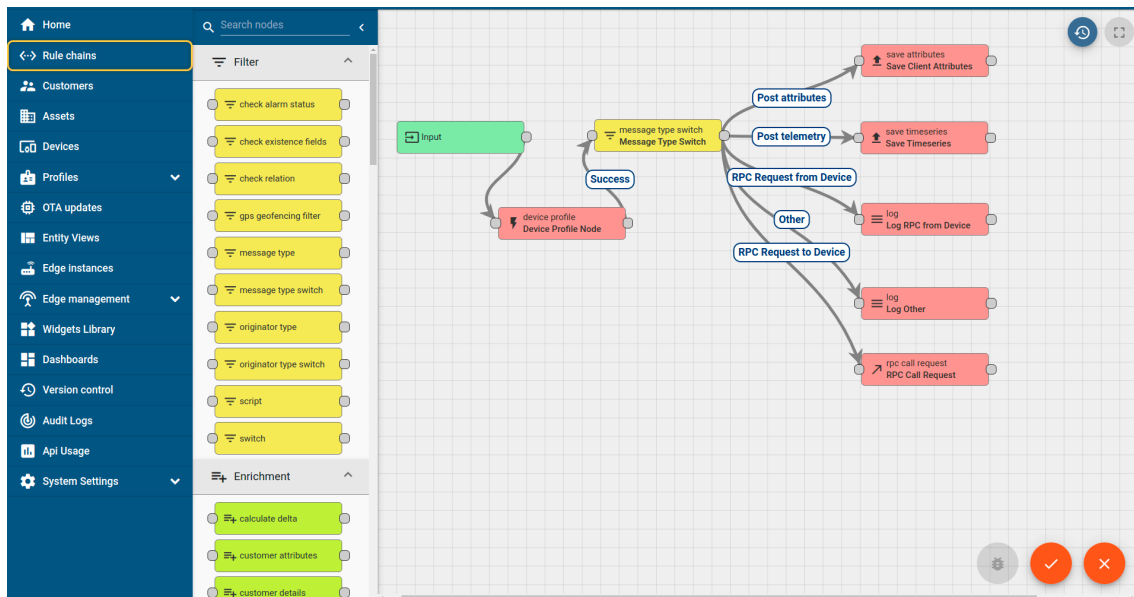 Home
Rule chains
Customers
Assets
Devices
Profiles
OTA updates
Entity Views
Edge instances
Edge management
Widgets Library
Dashboards
Version control
Audit Logs
Api Usage
System Settings
Search nodes
Filter
check alarm status
check existence fields
check relation
gps geofencing filter
message type
message type switch
originator type
originator type switch
script
switch
Enrichment
calculate delta
customer attributes
customer details
Input
device profile
Device Profile Node
Success
message type switch
Message Type Switch
Post attributes
Post telemetry
RPC Request from Device
Other
RPC Request to Device
save attributes
Save Client Attributes
save timeseries
Save Timeseries
log
Log RPC from Device
log
Log Other
rpc call request
RPC Call Request